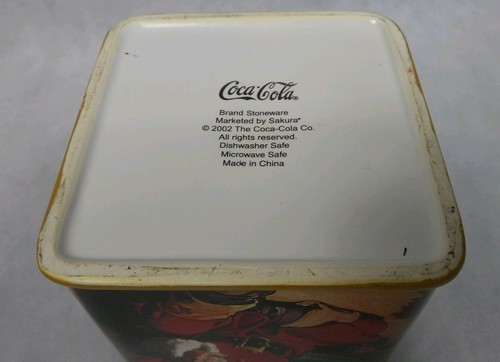 Coca-Cola®
Brand Stoneware
Marketed by Sakura®
© 2002 The Coca-Cola Co.
All rights reserved.
Dishwasher Safe
Microwave Safe
Made in China